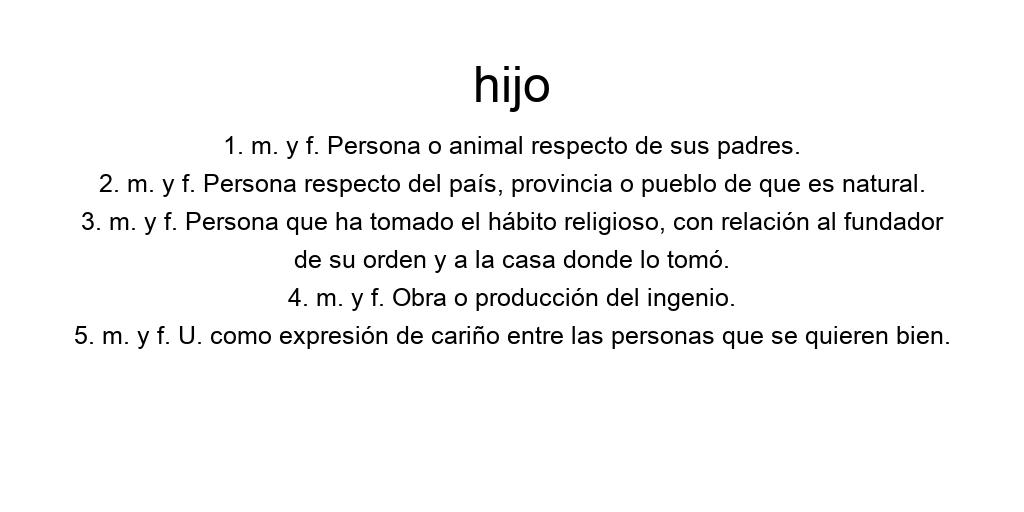 hijo
1. m. y f. Persona o animal respecto de sus padres.
2. m. y f. Persona respecto del país, provincia o pueblo de que es natural.
3. m. y f. Persona que ha tomado el hábito religioso, con relación al fundador
de su orden y a la casa donde lo tomó.
4. m. y f. Obra o producción del ingenio.
5. m. y f. U. como expresión de cariño entre las personas que se quieren bien.